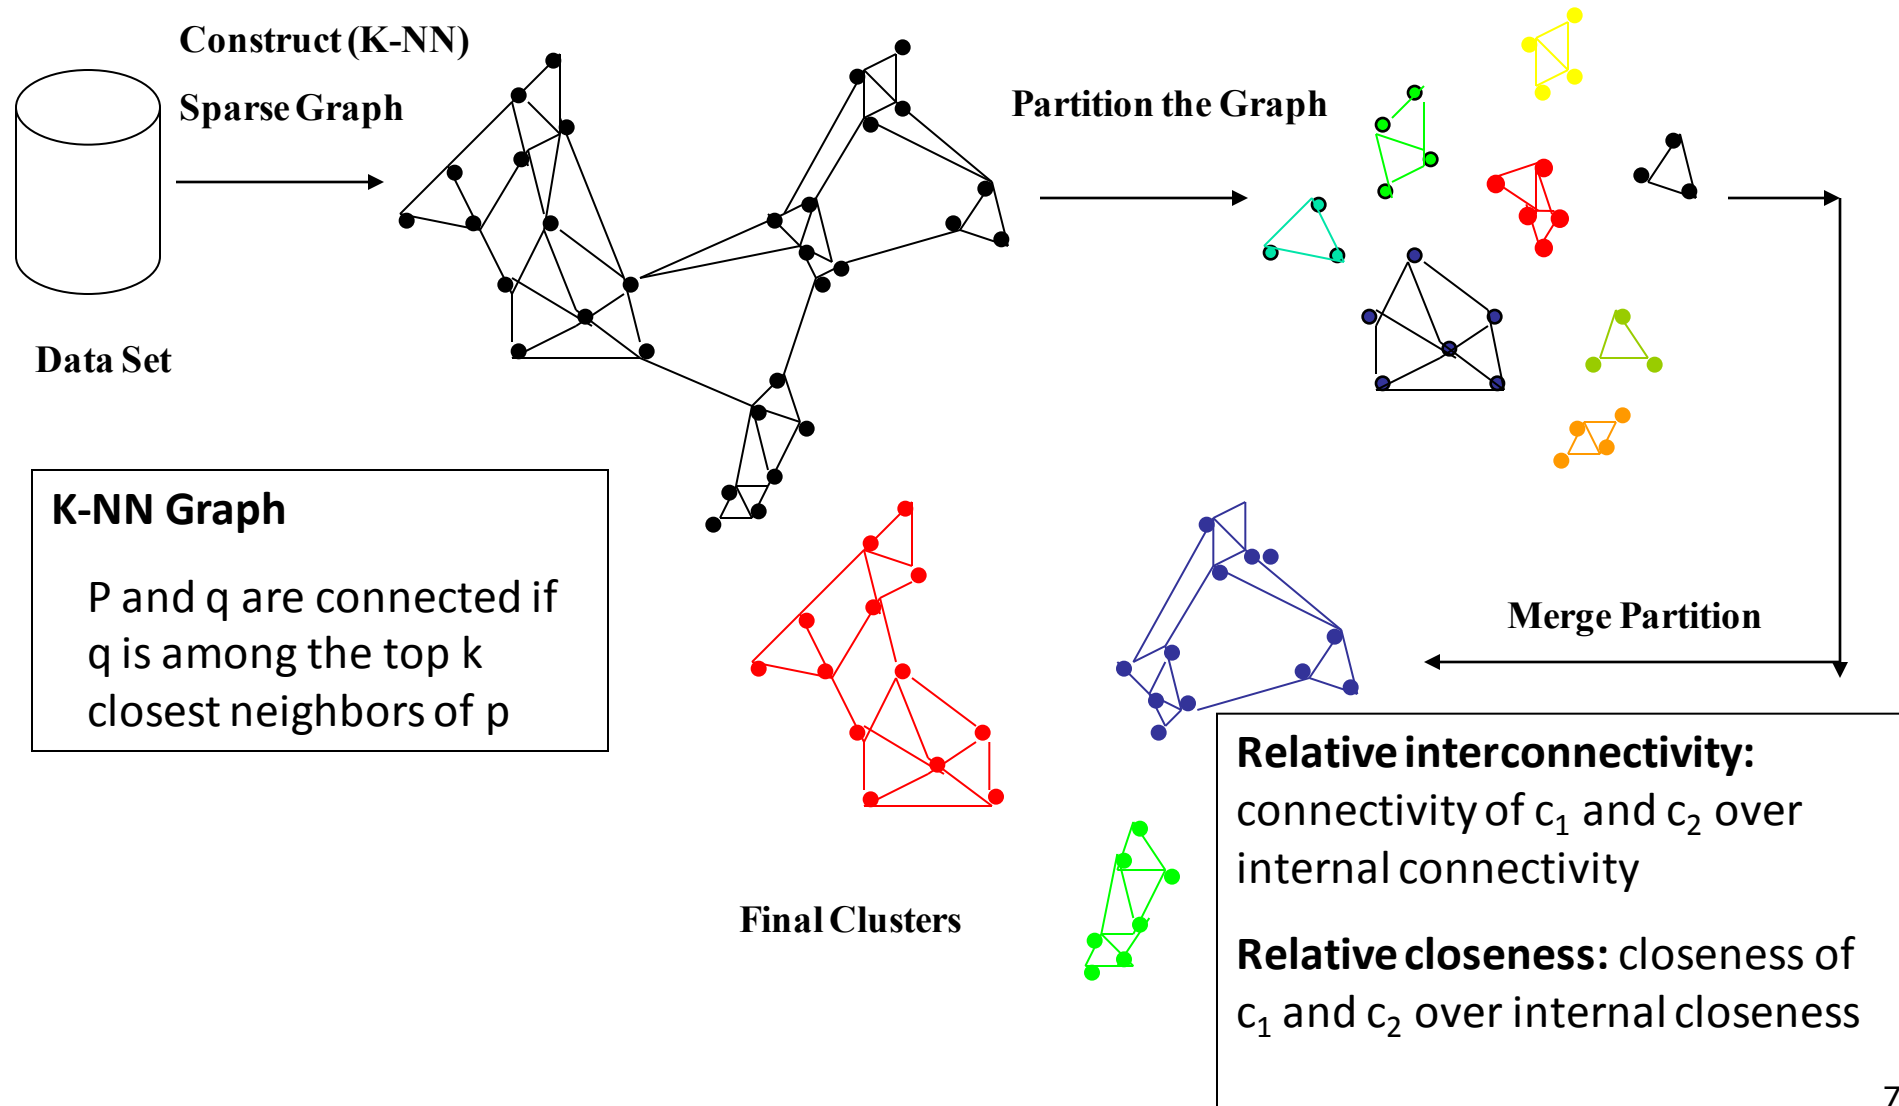 Construct (K-NN)
Sparse Graph
Partition the Graph
Data Set
K-NN Graph
P and q are connected if
q is among the top k
closest neighbors of p
Merge Partition
Final Clusters
Relative interconnectivity:
connectivity of c₁ and c₂ over
internal connectivity
Relative closeness: closeness of
c₁ and c₂ over internal closeness
7